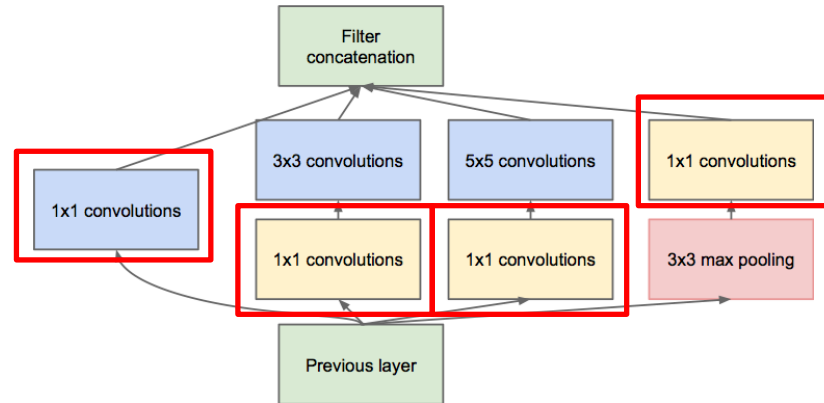 Filter
concatenation
3x3 convolutions
5x5 convolutions
1x1 convolutions
1x1 convolutions
1x1 convolutions
1x1 convolutions
3x3 max pooling
Previous layer